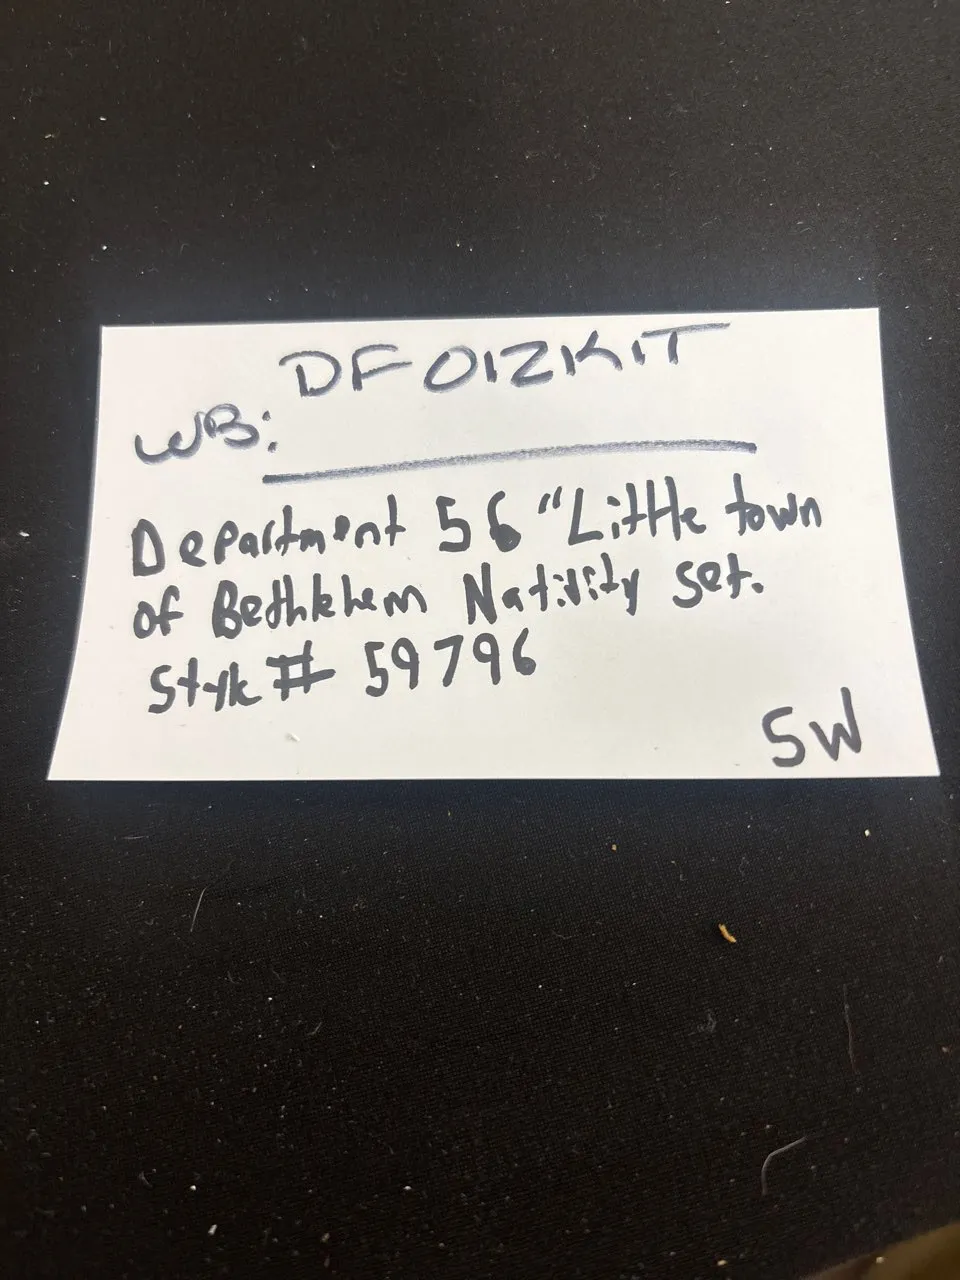 DF012KIT
WB:
Department 56 "Little town
of Bethlehem Nativity set.
Style # 59796
SW